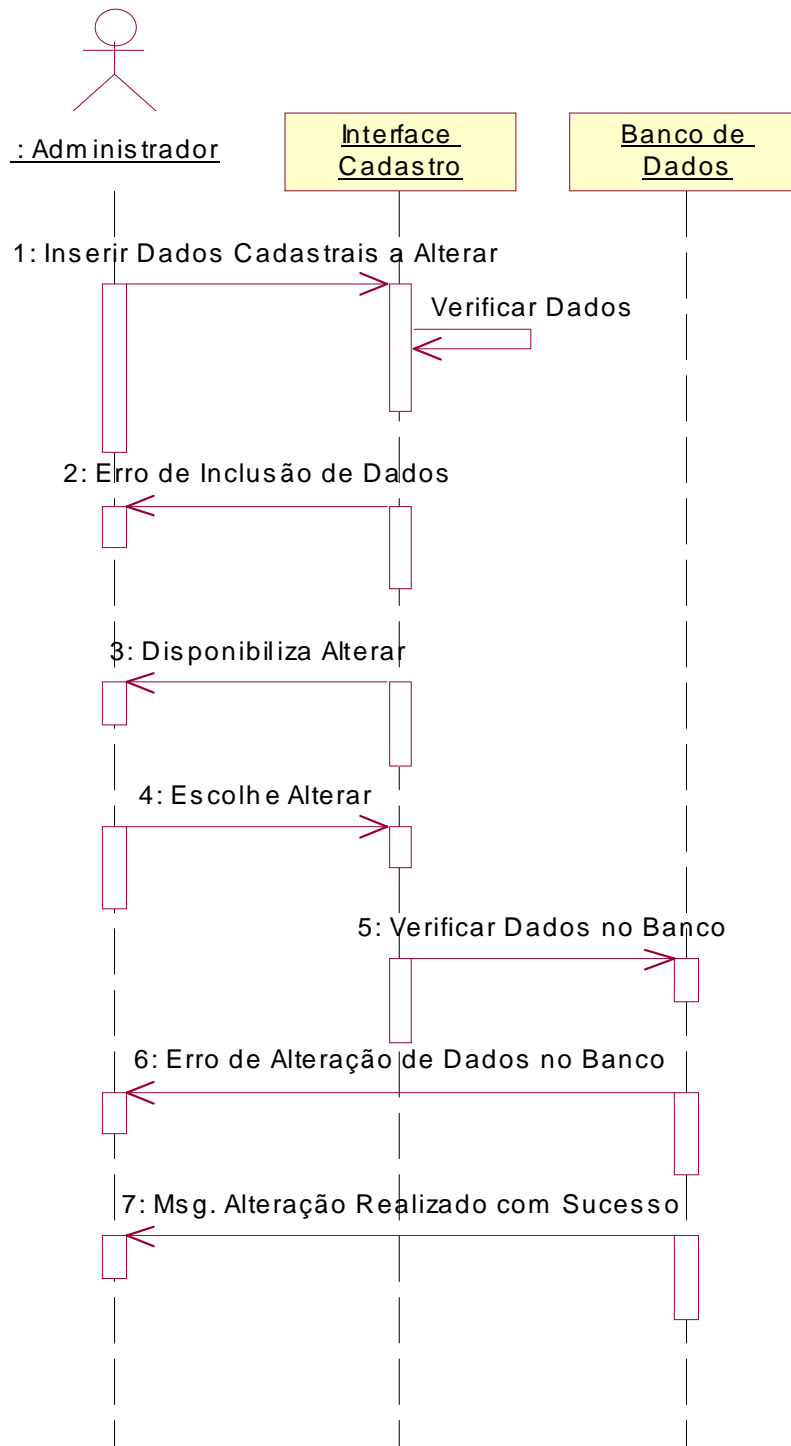 : Administrador
Interface
Cadastro
Banco de
Dados
1: Inserir Dados Cadastrais a Alterar
Verificar Dados
2: Erro de Inclusão de Dados
3: Disponibiliza Alterar
4: Escolhe Alterar
5: Verificar Dados no Banco
6: Erro de Alteração de Dados no Banco
7: Msg. Alteração Realizado com Sucesso